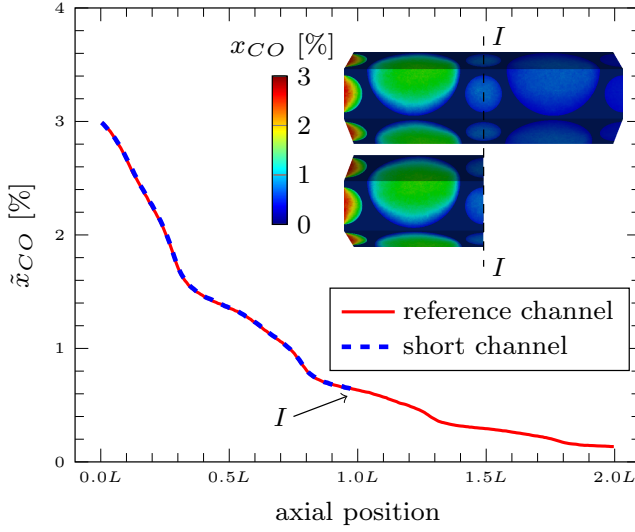 4
I
x_CO [%]
3
2
1
0
3
I
x̃_CO [%]
2
reference channel
short channel
1
I
0
0.0L 0.5L 1.0L 1.5L 2.0L
axial position